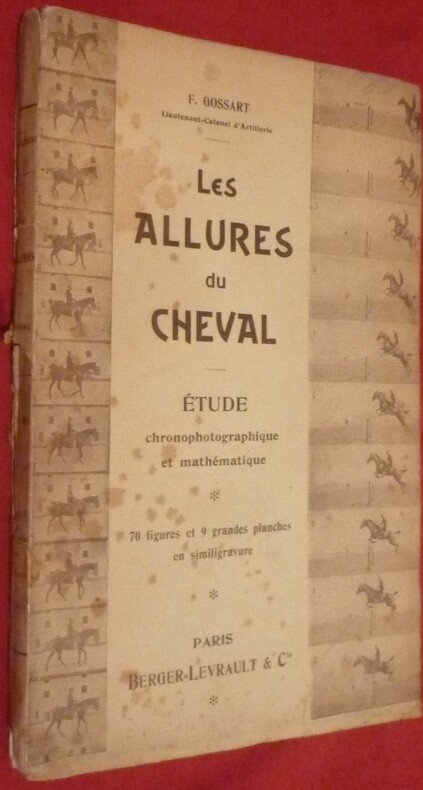 F. GOSSART
Lieutenant-Colonel d'Artillerie
LES
ALLURES
du
CHEVAL
ÉTUDE
chronophotographique
et mathématique
70 figures et 9 grandes planches
en similigravure
PARIS
BERGER-LEVRAULT & Cie